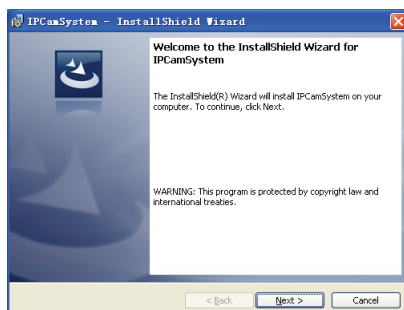 IPCamSystem - InstallShield Wizard
Welcome to the InstallShield Wizard for
IPCamSystem
The InstallShield(R) Wizard will install IPCamSystem on your
computer. To continue, click Next.
WARNING: This program is protected by copyright law and
international treaties.
< Back Next > Cancel